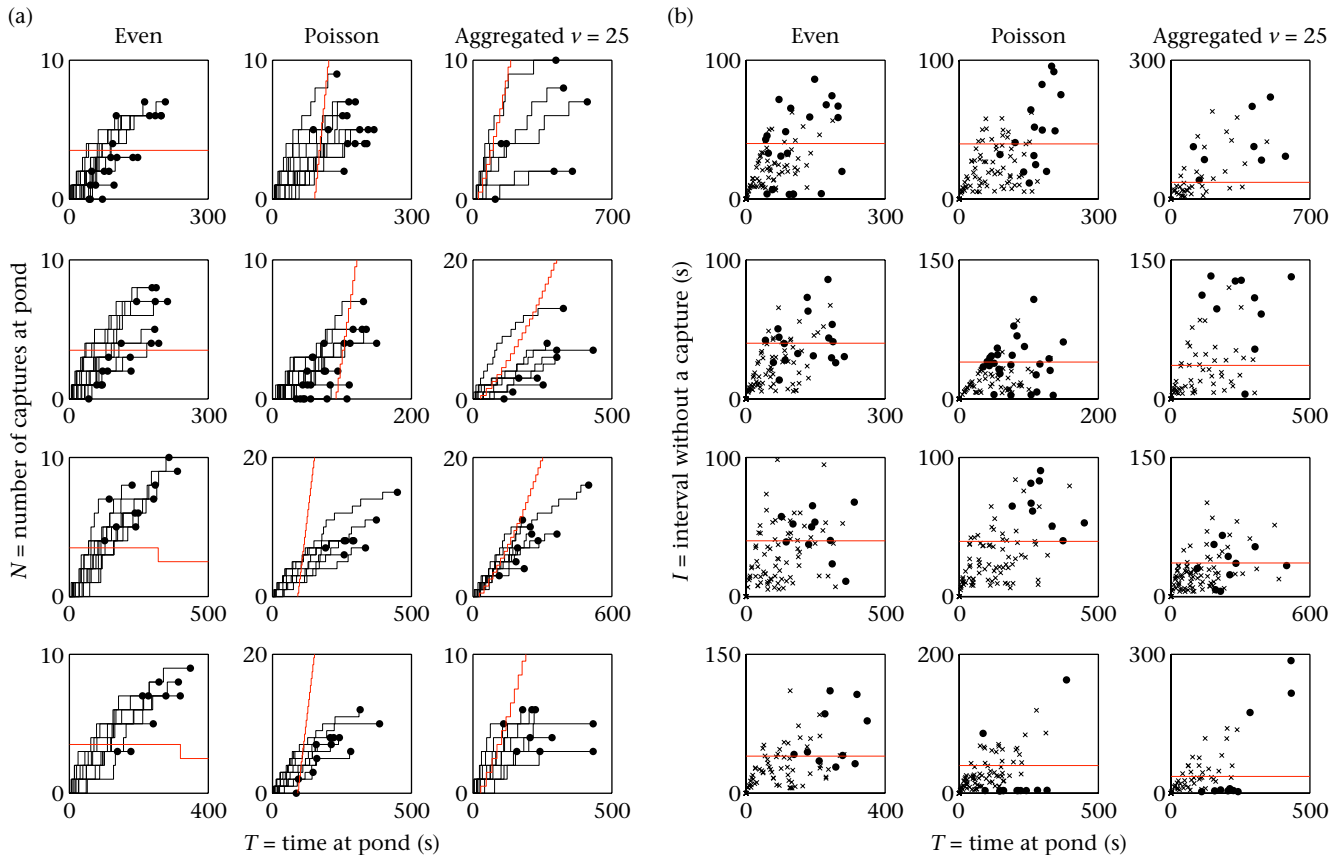 (a)
Even Poisson Aggregated v = 25
N = number of captures at pond
10 10 10
0 0 0
0 300 0 300 0 700
10 10 20
0 0 0
0 300 0 200 0 500
10 20 20
0 0 0
0 500 0 500 0 600
10 20 10
0 0 0
0 400 0 500 0 500
T = time at pond (s)
(b)
Even Poisson Aggregated v = 25
I = interval without a capture (s)
100 100 300
0 0 0
0 300 0 300 0 700
100 150 150
0 0 0
0 300 0 200 0 500
100 100 150
0 0 0
0 500 0 500 0 600
150 200 300
0 0 0
0 400 0 500 0 500
T = time at pond (s)